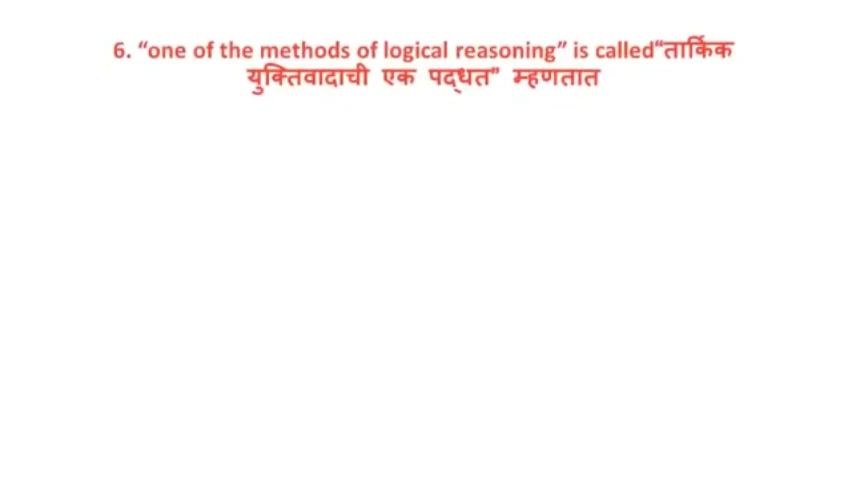 6. “one of the methods of logical reasoning” is called“तार्किक
युक्तिवादाची एक पद्धत” म्हणतात